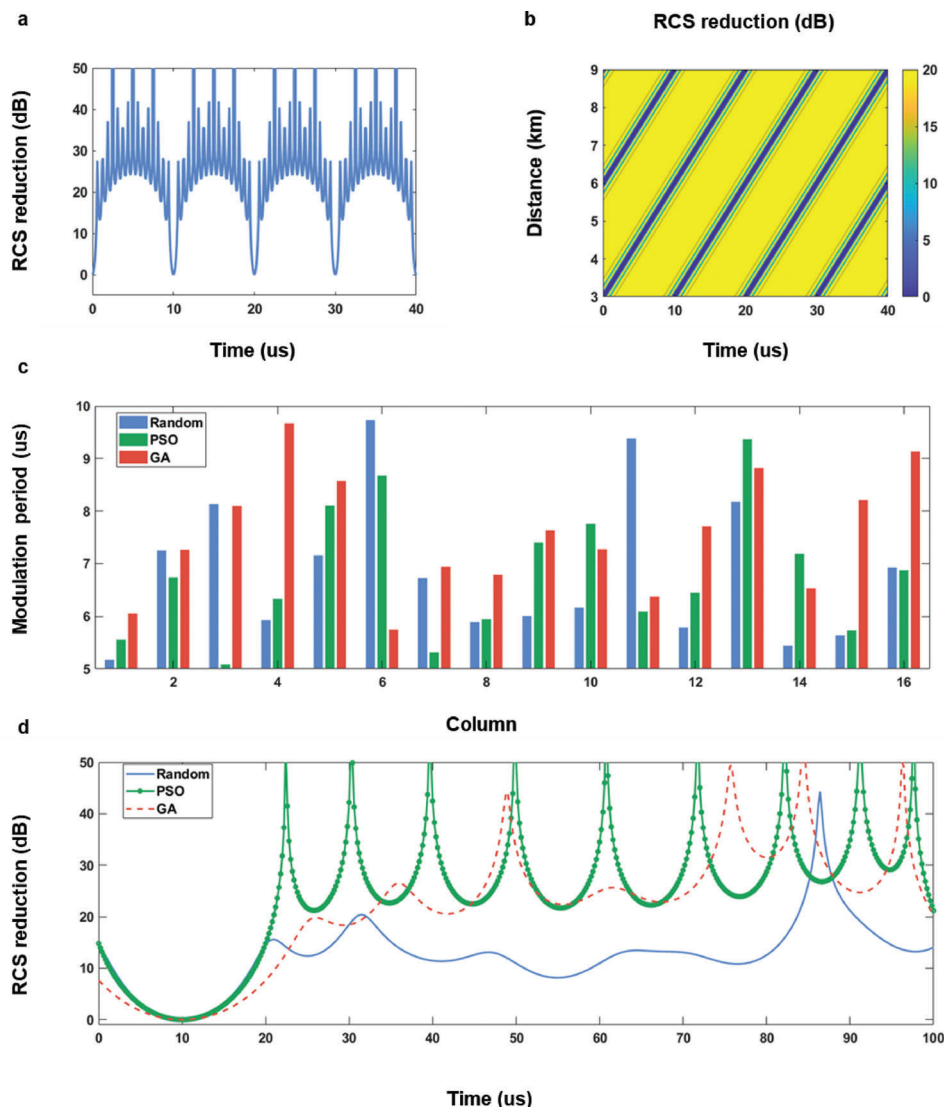 a
RCS reduction (dB)
50
40
30
20
10
0
0 10 20 30 40
Time (us)
b
RCS reduction (dB)
Distance (km)
9
8
7
6
5
4
3
0 10 20 30 40
Time (us)
20
15
10
5
0
c
Modulation period (us)
10
9
8
7
6
5
Random
PSO
GA
2 4 6 8 10 12 14 16
Column
d
RCS reduction (dB)
50
40
30
20
10
0
Random
PSO
GA
0 10 20 30 40 50 60 70 80 90 100
Time (us)